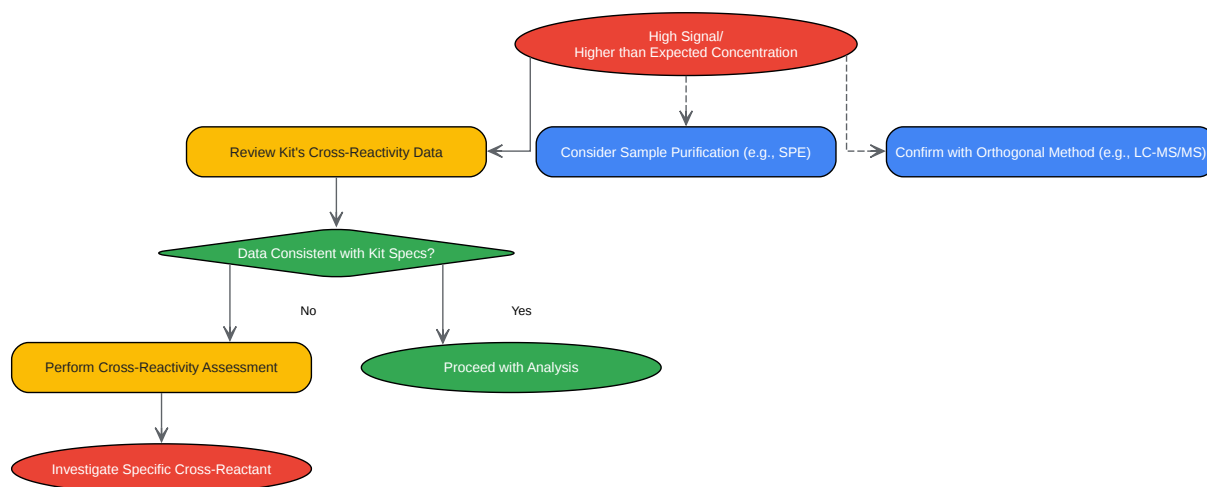 High Signal/
Higher than Expected Concentration
Review Kit's Cross-Reactivity Data
Consider Sample Purification (e.g., SPE)
Confirm with Orthogonal Method (e.g., LC-MS/MS)
Data Consistent with Kit Specs?
No
Yes
Perform Cross-Reactivity Assessment
Proceed with Analysis
Investigate Specific Cross-Reactant